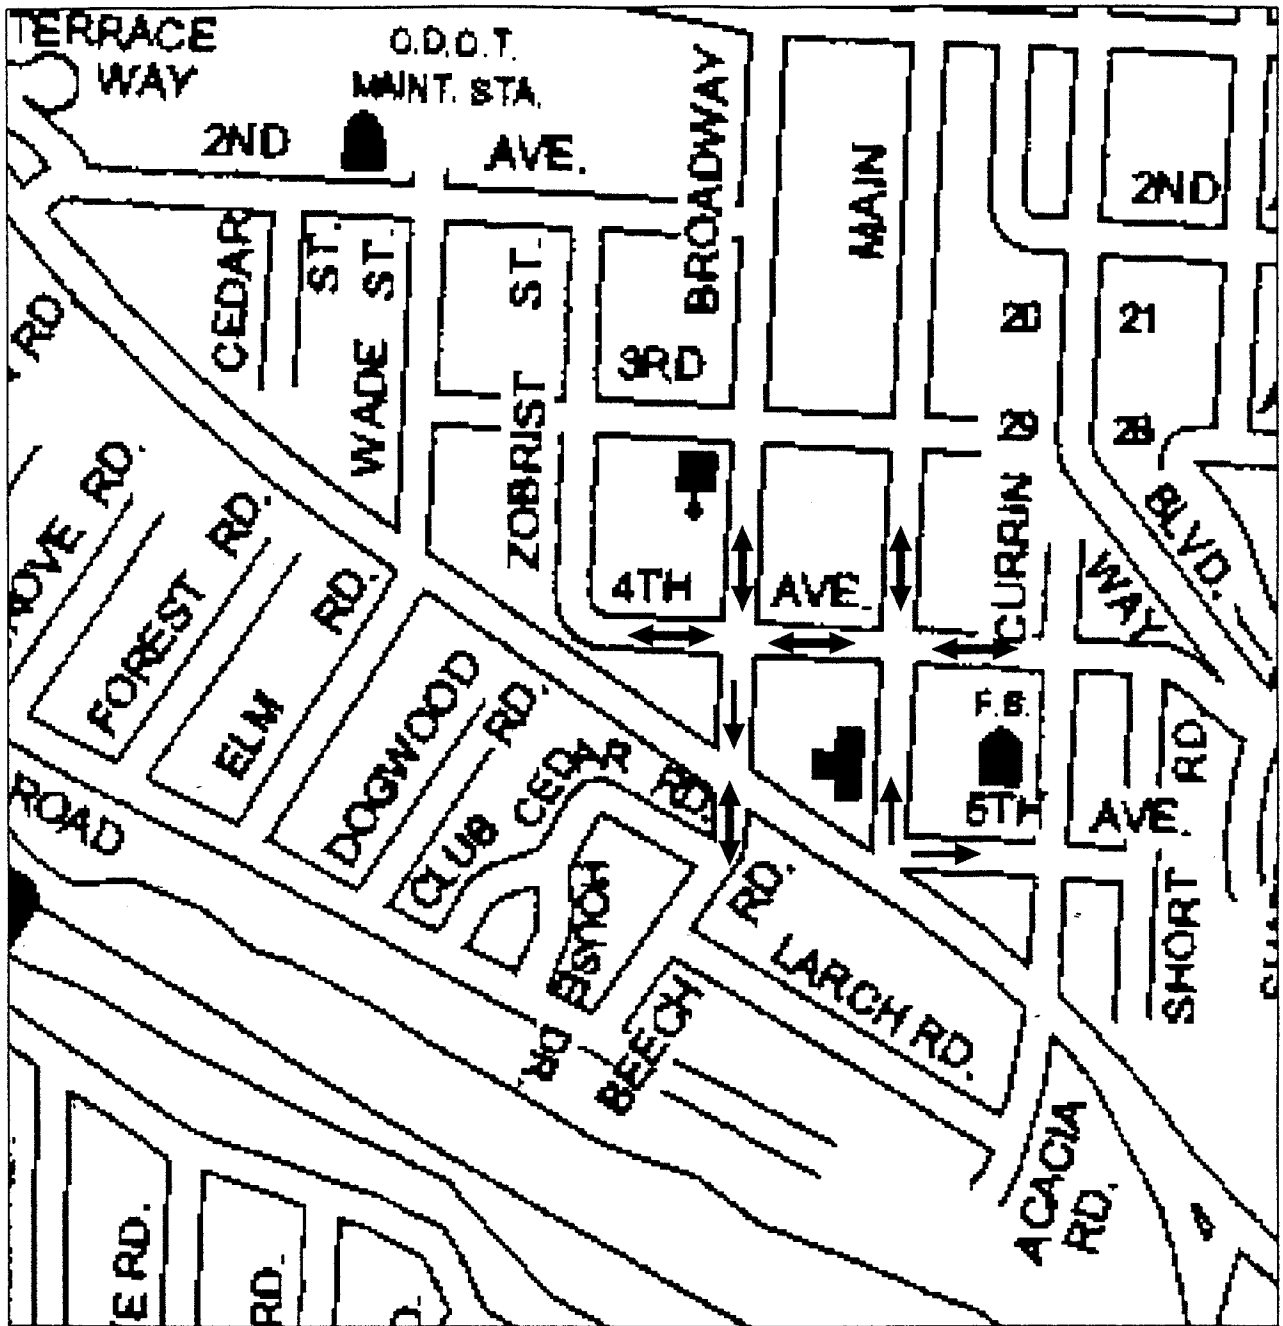 TERRACE
WAY
O.D.O.T.
MAINT. STA.
2ND AVE.
BROADWAY
MAIN
2ND
CEDAR ST.
WADE ST.
ZOBRIST ST.
RD
3RD
20
21
29
28
RD.
FOREST RD.
ELM RD.
4TH AVE.
CURRIN
WAY
BLVD.
DOGWOOD RD.
CLUB
HOUSE
DR
CEDAR RD.
F.S.
5TH AVE.
SHORT RD
ROAD
BEECH RD.
LARCH RD.
ACACIA
RD.
E RD.
RD.